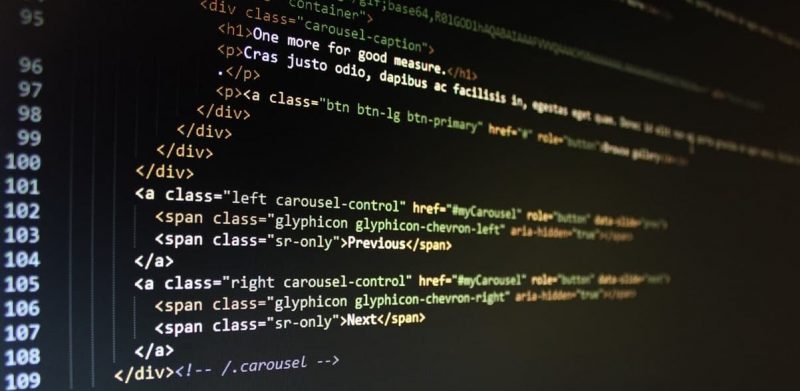 /gif;base64,R0lGODlhAQABAIAAAFVVVQAAACH
95 "container">
<div class="carousel-caption">
<h1>One more for good measure.</h1>
96 <p>Cras justo odio, dapibus ac facilisis in, egestas eget quam. Donec id elit non mi porta gravida at eget metus.
97 .</p>
98 <p><a class="btn btn-lg btn-primary" href="#" role="button">Browse gallery</a></p>
99 </div>
100 </div>
101 </div>
</div>
102 <a class="left carousel-control" href="#myCarousel" role="button" data-slide="prev">
103 <span class="glyphicon glyphicon-chevron-left" aria-hidden="true"></span>
104 <span class="sr-only">Previous</span>
105 </a>
106 <a class="right carousel-control" href="#myCarousel" role="button" data-slide="next">
107 <span class="glyphicon glyphicon-chevron-right" aria-hidden="true"></span>
108 <span class="sr-only">Next</span>
</a>
109 </div><!-- /.carousel -->